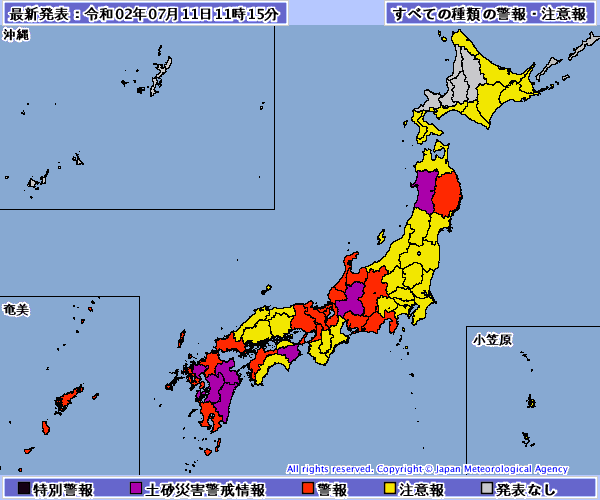 最新発表：令和02年07月11日11時15分
すべての種類の警報・注意報
沖縄
奄美
小笠原
All rights reserved. Copyright © Japan Meteorological Agency
特別警報 土砂災害警戒情報 警報 注意報 発表なし